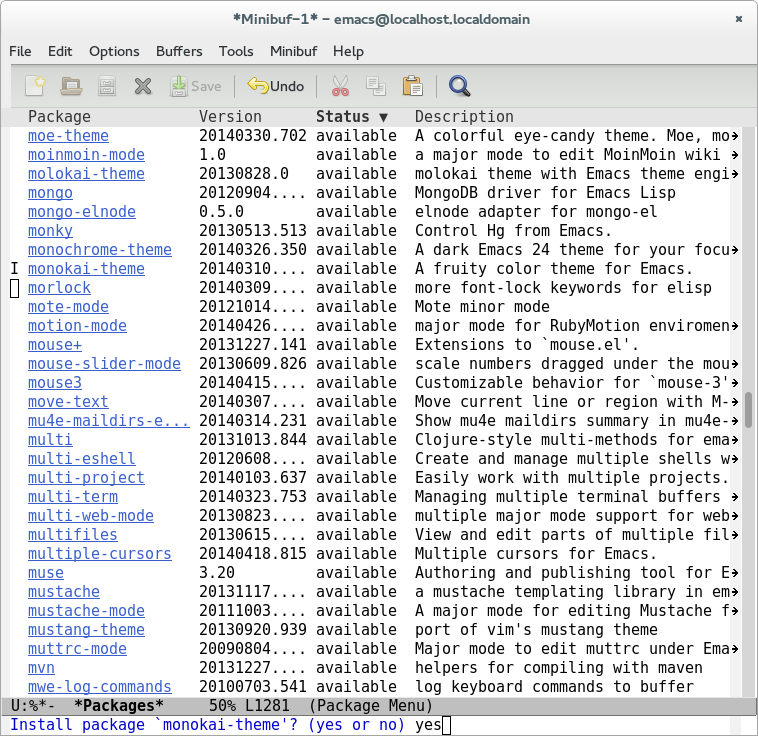 *Minibuf-1* - emacs@localhost.localdomain ×
File Edit Options Buffers Tools Minibuf Help
Save Undo
Package Version Status ▼ Description
moe-theme 20140330.702 available A colorful eye-candy theme. Moe, mo→
moinmoin-mode 1.0 available a major mode to edit MoinMoin wiki →
molokai-theme 20130828.0 available molokai theme with Emacs theme engi→
mongo 20120904.... available MongoDB driver for Emacs Lisp
mongo-elnode 0.5.0 available elnode adapter for mongo-el
monky 20130513.513 available Control Hg from Emacs.
monochrome-theme 20140326.350 available A dark Emacs 24 theme for your focu→
I monokai-theme 20140310.... available A fruity color theme for Emacs.
morlock 20140309.... available more font-lock keywords for elisp
mote-mode 20121014.... available Mote minor mode
motion-mode 20140426.... available major mode for RubyMotion enviromen→
mouse+ 20131227.141 available Extensions to `mouse.el'.
mouse-slider-mode 20130609.826 available scale numbers dragged under the mou→
mouse3 20140415.... available Customizable behavior for `mouse-3'→
move-text 20140307.... available Move current line or region with M-→
mu4e-maildirs-e... 20140314.231 available Show mu4e maildirs summary in mu4e-→
multi 20131013.844 available Clojure-style multi-methods for ema→
multi-eshell 20120608.... available Create and manage multiple shells w→
multi-project 20140103.637 available Easily work with multiple projects.
multi-term 20140323.753 available Managing multiple terminal buffers →
multi-web-mode 20130823.... available multiple major mode support for web→
multifiles 20130615.... available View and edit parts of multiple fil→
multiple-cursors 20140418.815 available Multiple cursors for Emacs.
muse 3.20 available Authoring and publishing tool for E→
mustache 20131117.... available a mustache templating library in em→
mustache-mode 20111003.... available A major mode for editing Mustache f→
mustang-theme 20130920.939 available port of vim's mustang theme
muttrc-mode 20090804.... available Major mode to edit muttrc under Ema→
mvn 20131227.... available helpers for compiling with maven
mwe-log-commands 20100703.541 available log keyboard commands to buffer
U:%*- *Packages* 50% L1281 (Package Menu)
Install package `monokai-theme'? (yes or no) yes